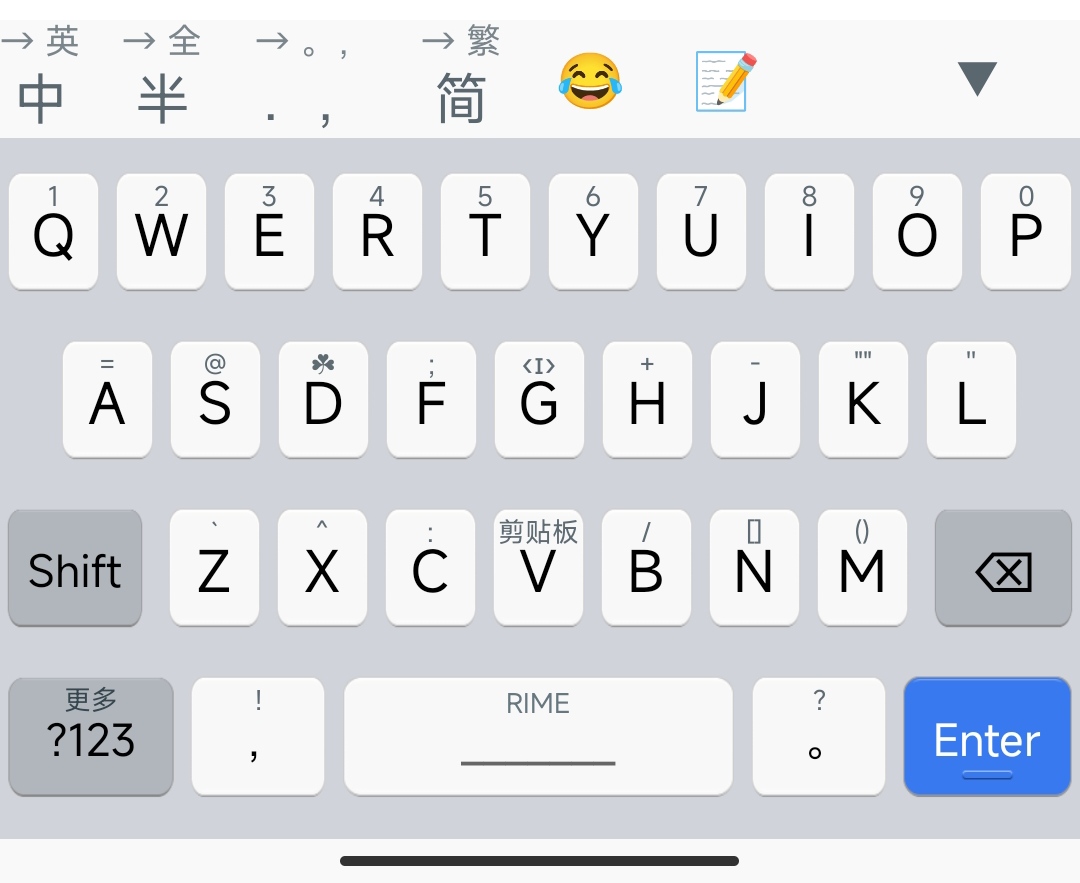 → 英 → 全 → 。, → 繁
中 半 . , 简 😂 📝 ▼
1 2 3 4 5 6 7 8 9 0
Q W E R T Y U I O P
= @ ☘ ; ‹I› + - "" "
A S D F G H J K L
` ^ : 剪贴板 / [] ()
Shift Z X C V B N M ⌫
更多 ! RIME ?
?123 , 。 Enter